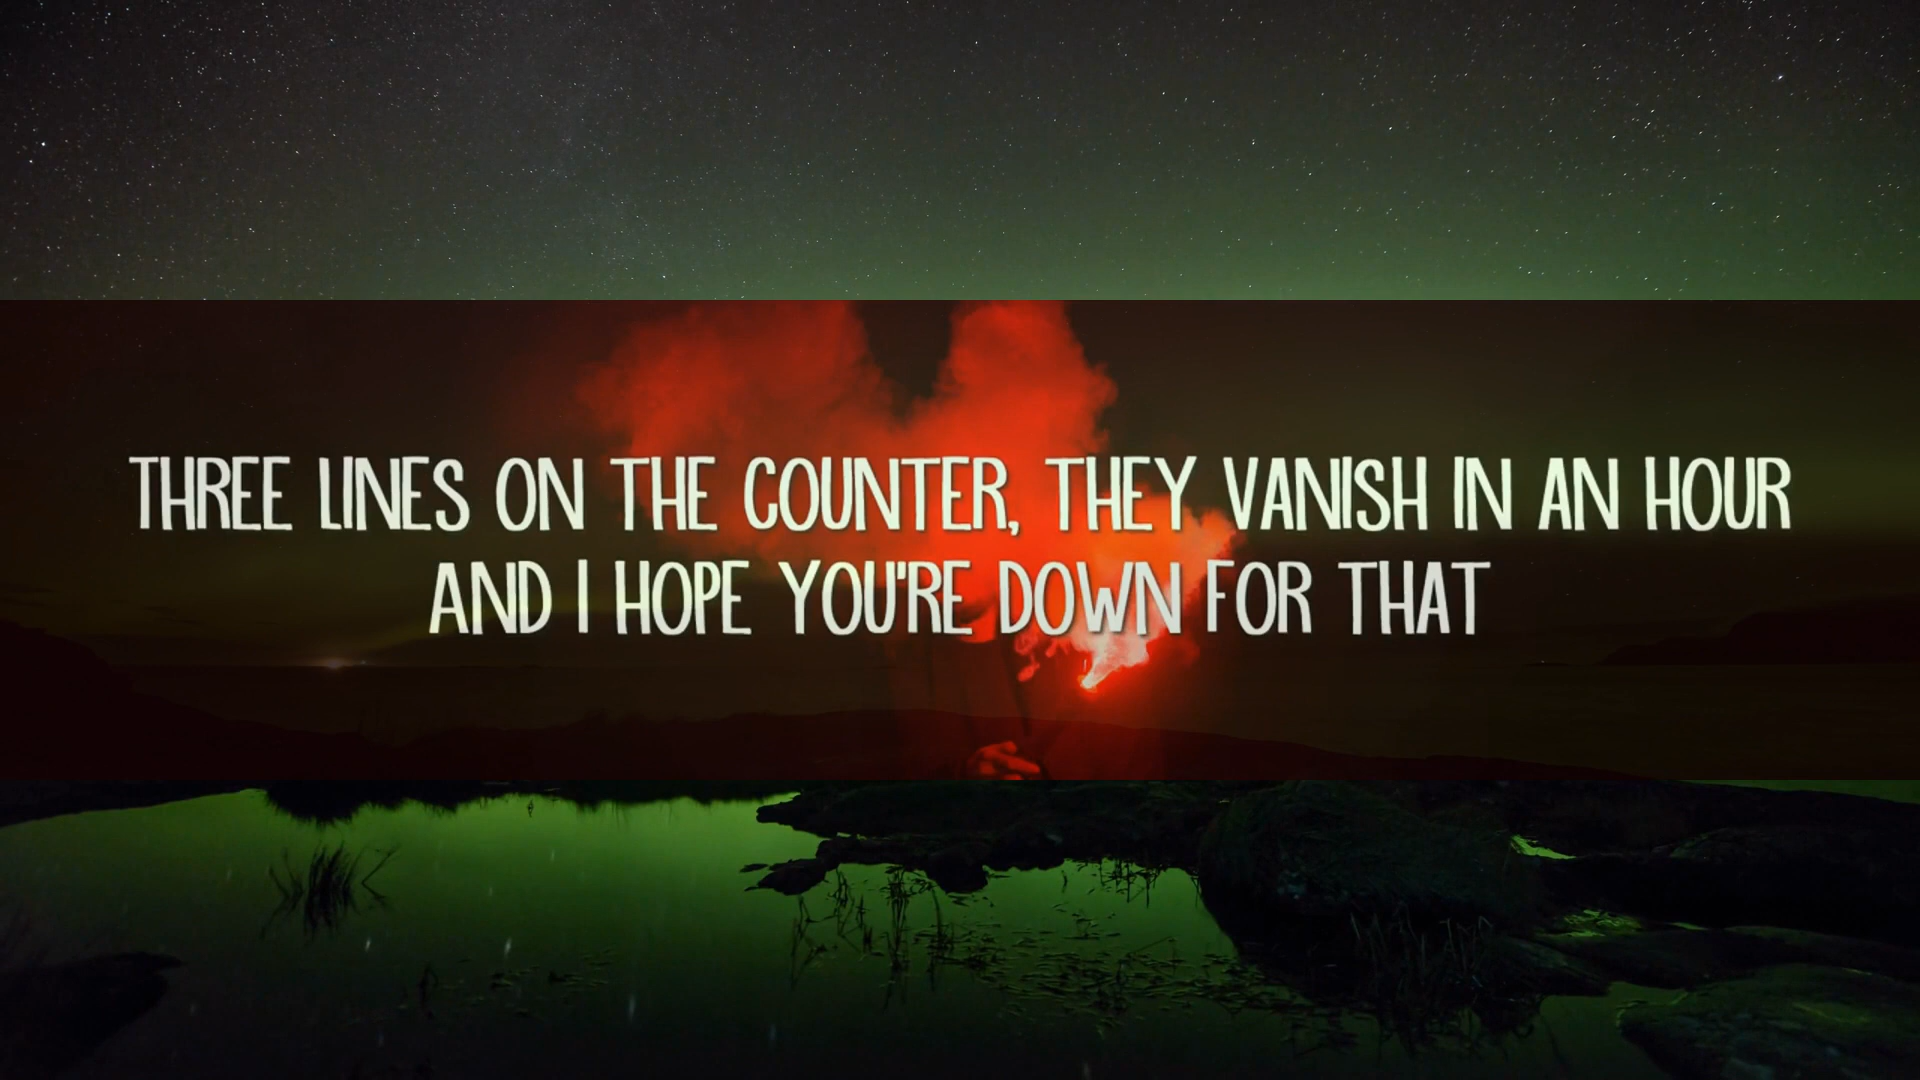 THREE LINES ON THE COUNTER, THEY VANISH IN AN HOUR
AND I HOPE YOU'RE DOWN FOR THAT